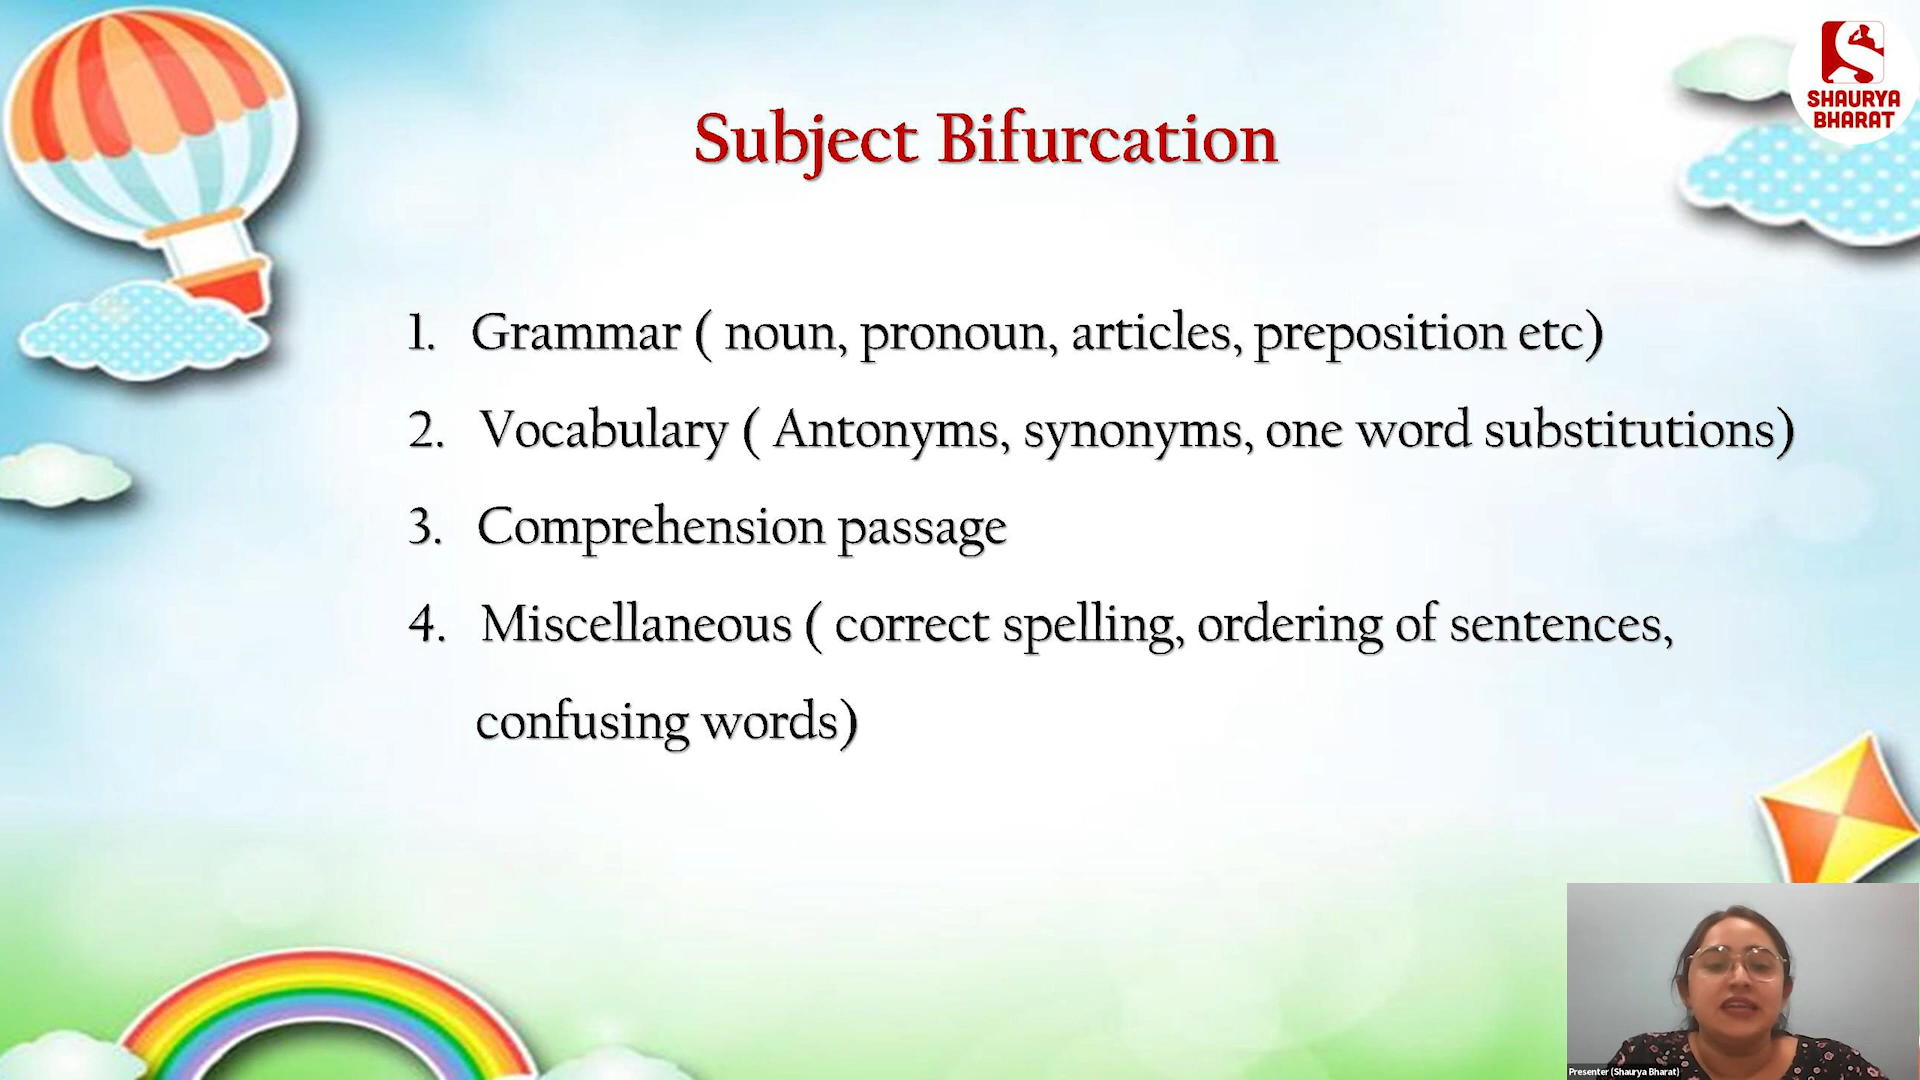 SHAURYA
BHARAT
Subject Bifurcation
1. Grammar ( noun, pronoun, articles, preposition etc)
2. Vocabulary ( Antonyms, synonyms, one word substitutions)
3. Comprehension passage
4. Miscellaneous ( correct spelling, ordering of sentences,
confusing words)
Presenter (Shaurya Bharat)